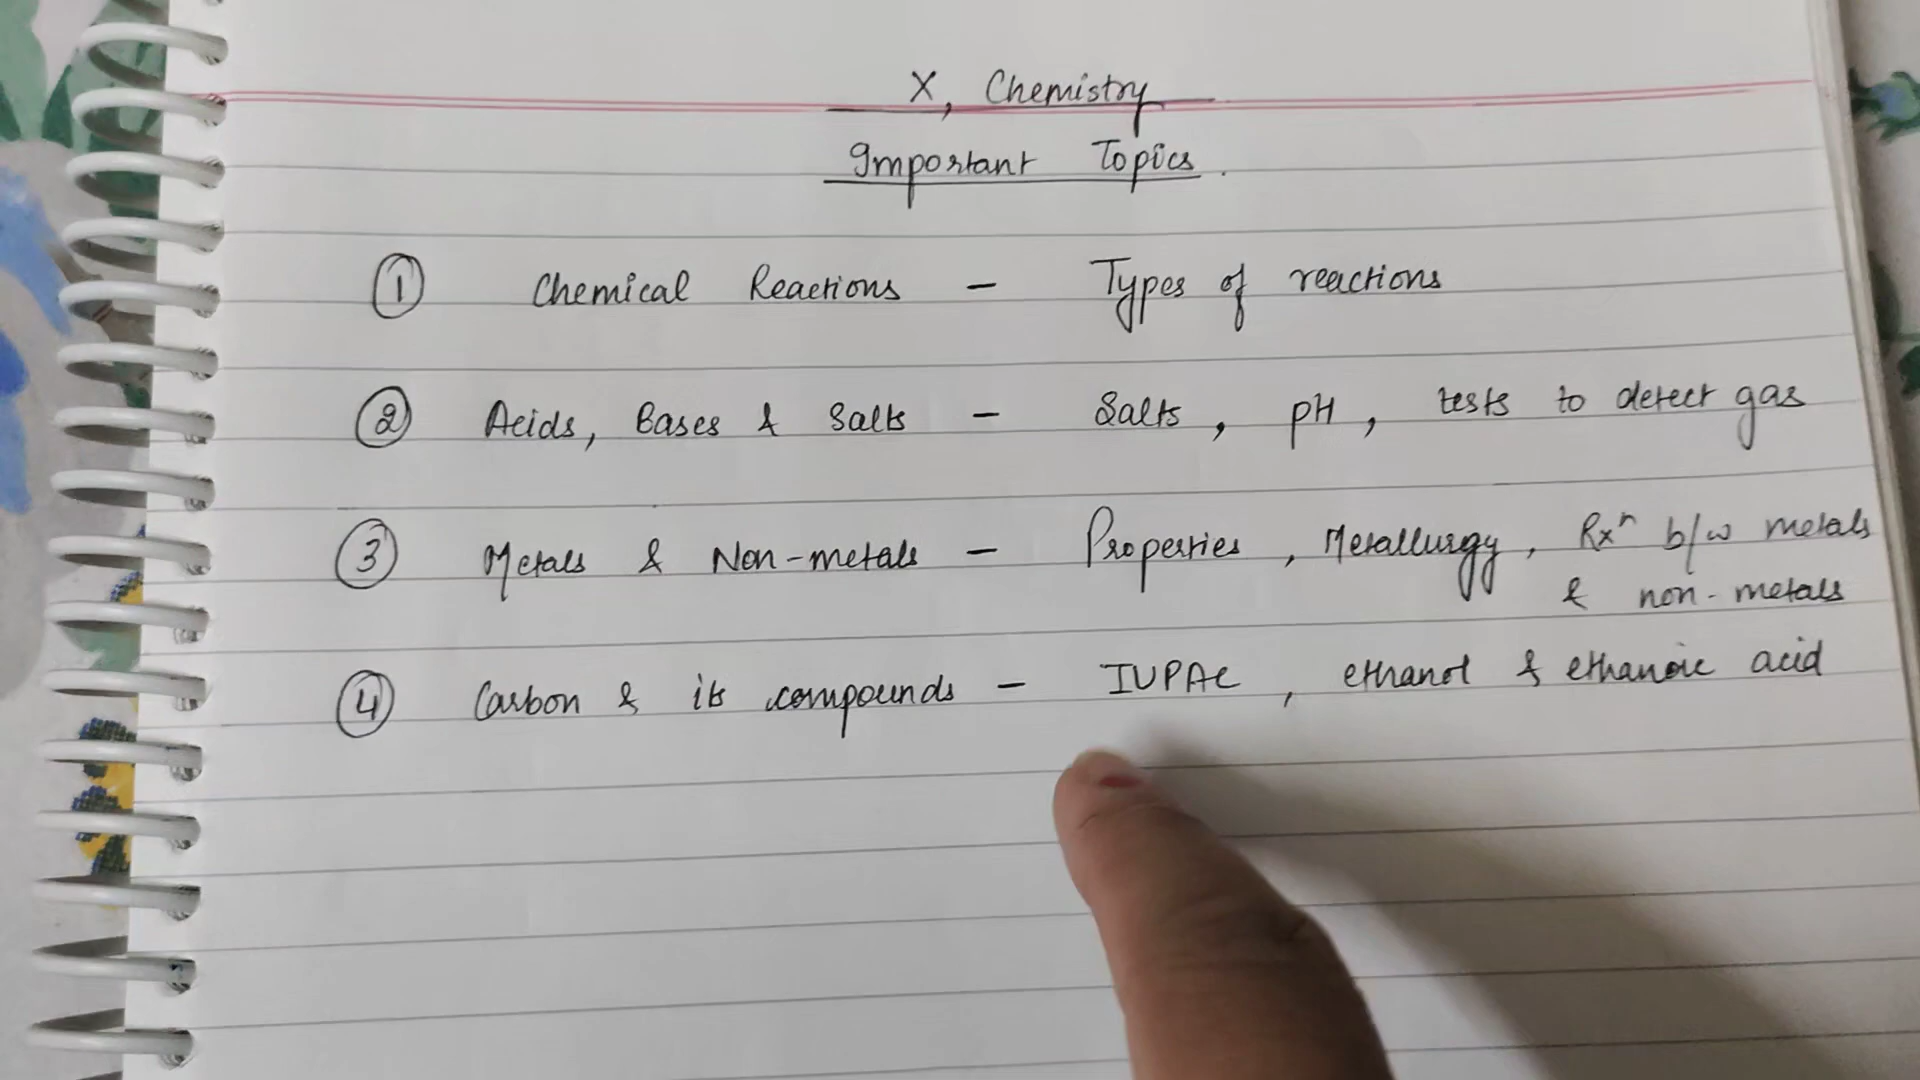 X, Chemistry
Important Topics.
① Chemical Reactions - Types of reactions
② Acids, Bases & Salts - Salts, pH, tests to detect gas
③ Metals & Non-metals - Properties, Metallurgy, Rxⁿ b/w metals
& non-metals
④ Carbon & its compounds - IUPAC, ethanol & ethanoic acid